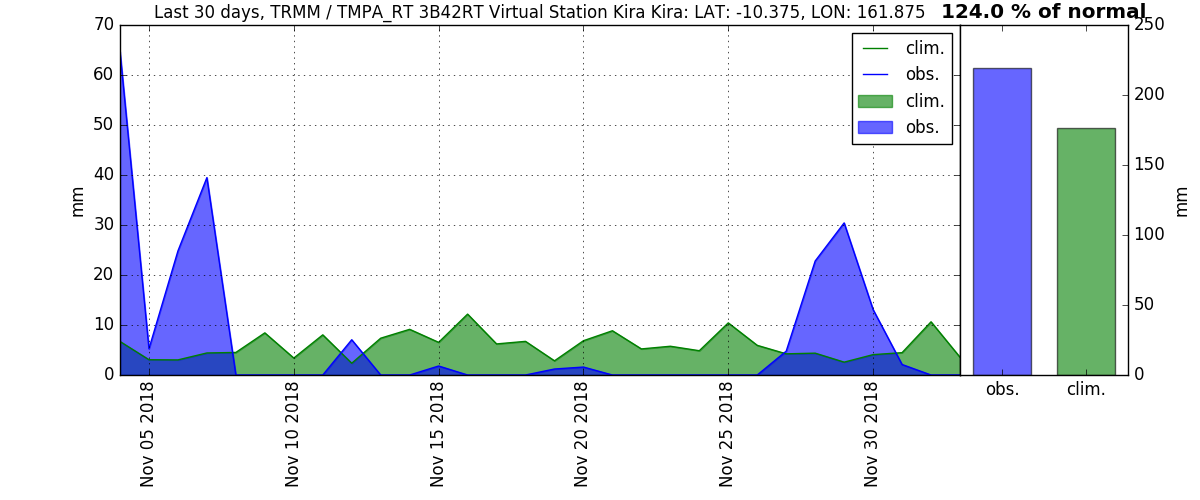 Last 30 days, TRMM / TMPA_RT 3B42RT Virtual Station Kira Kira: LAT: -10.375, LON: 161.875 124.0 % of normal
70
60
50
40
30
20
10
0
mm
clim.
obs.
clim.
obs.
Nov 05 2018
Nov 10 2018
Nov 15 2018
Nov 20 2018
Nov 25 2018
Nov 30 2018
250
200
150
100
50
0
mm
obs.
clim.